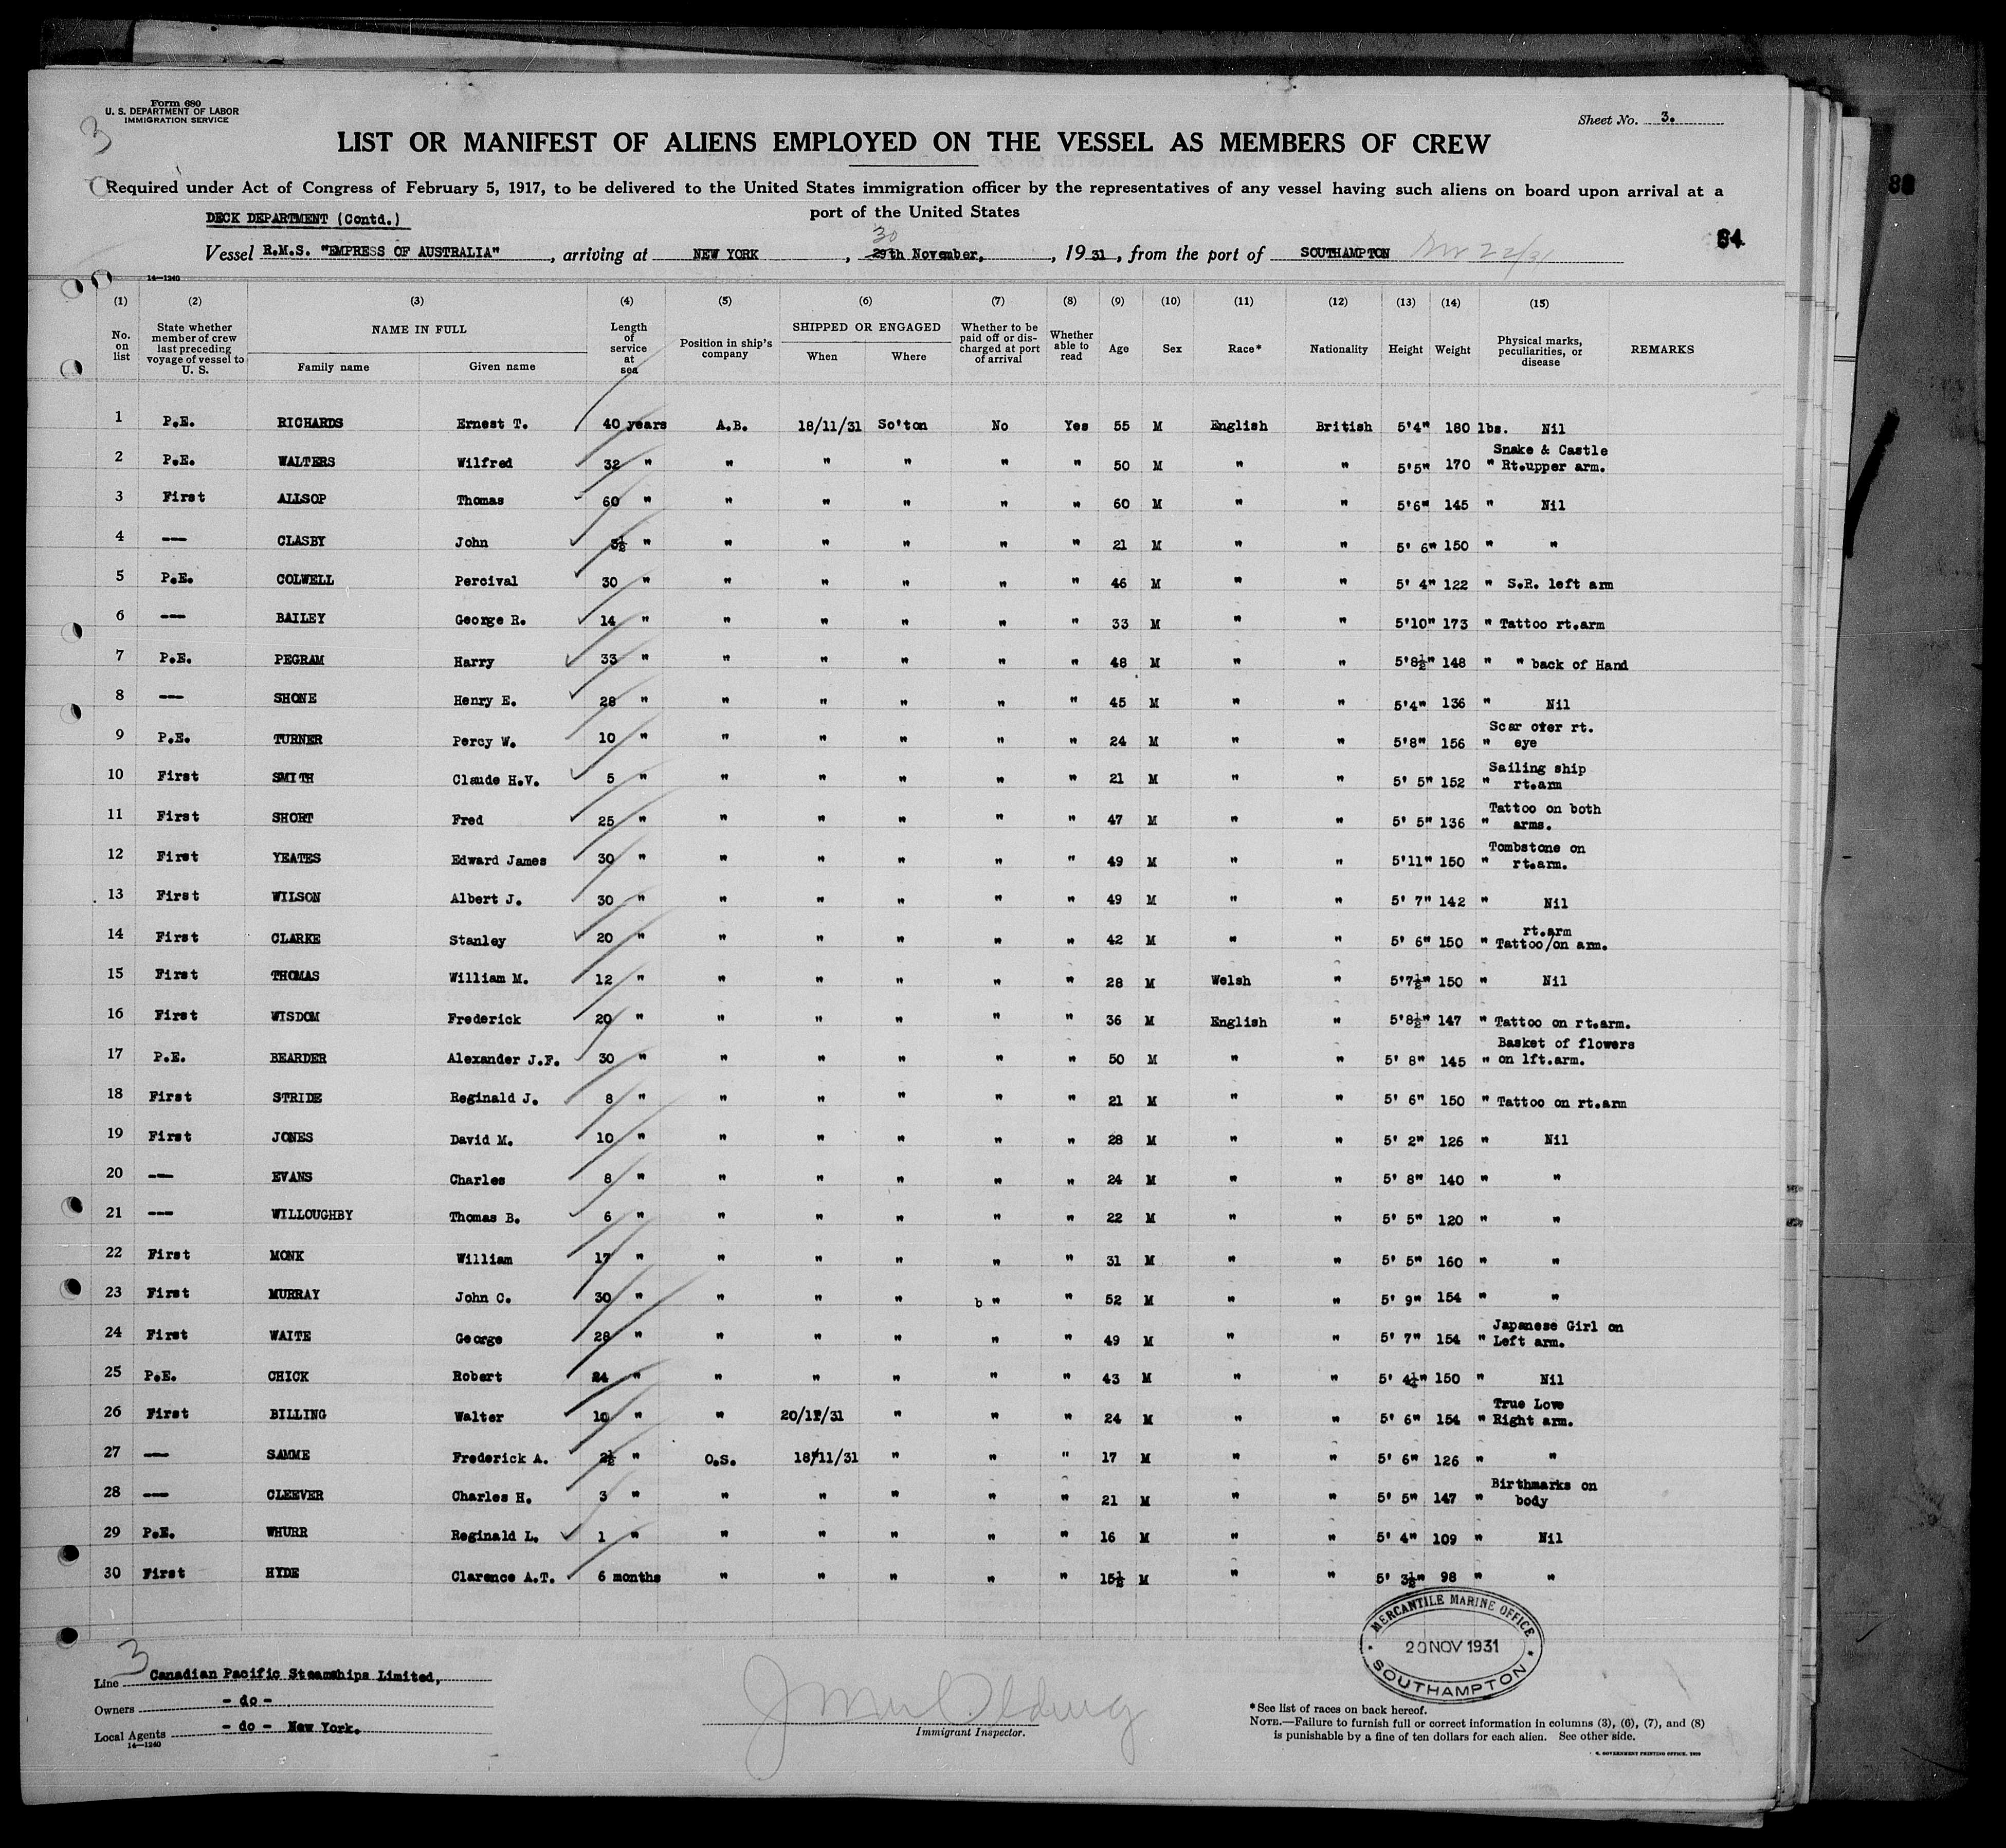 Form 680
U. S. DEPARTMENT OF LABOR
IMMIGRATION SERVICE
3
Sheet No. 3.
LIST OR MANIFEST OF ALIENS EMPLOYED ON THE VESSEL AS MEMBERS OF CREW
Required under Act of Congress of February 5, 1917, to be delivered to the United States immigration officer by the representatives of any vessel having such aliens on board upon arrival at a
port of the United States
DECK DEPARTMENT (Contd.)
84
30
Vessel R.M.S. "EMPRESS OF AUSTRALIA", arriving at NEW YORK, 29th November, 1931, from the port of SOUTHAMPTON
14—1240
(1) (2) (3) (4) (5) (6) (7) (8) (9) (10) (11) (12) (13) (14) (15)
No. on list | State whether member of crew last preceding voyage of vessel to U. S. | NAME IN FULL | Family name | Given name | Length of service at sea | Position in ship's company | SHIPPED OR ENGAGED | When | Where | Whether to be paid off or discharged at port of arrival | Whether able to read | Age | Sex | Race* | Nationality | Height | Weight | Physical marks, peculiarities, or disease | REMARKS
1 P.E. RICHARDS Ernest T. 40 years A.B. 18/11/31 So'ton No Yes 55 M English British 5'4" 180 lbs. Nil
2 P.E. WALTERS Wilfred 32 " " " " " " 50 M " " 5'5" 170 " Snake & Castle Rt.upper arm.
3 First ALLSOP Thomas 60 " " " " " " 60 M " " 5'6" 145 " Nil
4 --- CLASBY John 3½ " " " " " " 21 M " " 5' 6" 150 " "
5 P.E. COLWELL Percival 30 " " " " " " 46 M " " 5' 4" 122 " S.R. left arm
6 --- BAILEY George R. 14 " " " " " " 33 M " " 5'10" 173 " Tattoo rt.arm
7 P.E. PEGRAM Harry 33 " " " " " " 48 M " " 5'8½" 148 " " back of Hand
8 --- SHONE Henry E. 28 " " " " " " 45 M " " 5'4" 136 " Nil
9 P.E. TURNER Percy W. 10 " " " " " " 24 M " " 5'8" 156 " Scar over rt. eye
10 First SMITH Claude H.V. 5 " " " " " " 21 M " " 5' 5" 152 " Sailing ship rt.arm
11 First SHORT Fred 25 " " " " " " 47 M " " 5' 5" 136 " Tattoo on both arms.
12 First YEATES Edward James 30 " " " " " " 49 M " " 5'11" 150 " Tombstone on rt.arm.
13 First WILSON Albert J. 30 " " " " " " 49 M " " 5' 7" 142 " Nil
14 First CLARKE Stanley 20 " " " " " " 42 M " " 5' 6" 150 " rt.arm Tattoo/on arm.
15 First THOMAS William M. 12 " " " " " " 28 M Welsh " 5'7½" 150 " Nil
16 First WISDOM Frederick 20 " " " " " " 36 M English " 5'8½" 147 " Tattoo on rt.arm.
17 P.E. BEARDER Alexander J.F. 30 " " " " " " 50 M " " 5' 8" 145 " Basket of flowers on lft.arm.
18 First STRIDE Reginald J. 8 " " " " " " 21 M " " 5' 6" 150 " Tattoo on rt.arm
19 First JONES David M. 10 " " " " " " 28 M " " 5' 2" 126 " Nil
20 --- EVANS Charles 8 " " " " " " 24 M " " 5' 8" 140 " "
21 --- WILLOUGHBY Thomas B. 6 " " " " " " 22 M " " 5' 5" 120 " "
22 First MONK William 17 " " " " " " 31 M " " 5' 5" 160 " "
23 First MURRAY John C. 30 " " " " b " " 52 M " " 5' 9" 154 " "
24 First WAITE George 28 " " " " " " 49 M " " 5' 7" 154 " Japanese Girl on Left arm.
25 P.E. CHICK Robert 24 " " " " " " 43 M " " 5' 4½" 150 " Nil
26 First BILLING Walter 10 " " 20/11/31 " " " 24 M " " 5' 6" 154 " True Love Right arm.
27 --- SAMME Frederick A. 2½ " O.S. 18/11/31 " " " 17 M " " 5' 6" 126 " "
28 --- CLEEVER Charles H. 3 " " " " " " 21 M " " 5' 5" 147 " Birthmarks on body
29 P.E. WHURR Reginald L. 1 " " " " " " 16 M " " 5' 4" 109 " Nil
30 First HYDE Clarence A.T. 6 months " " " " " 15½ M " " 5' 3½" 98 " "
MERCANTILE MARINE OFFICE
20 NOV 1931
SOUTHAMPTON
3
Line Canadian Pacific Steamships Limited,
Owners - do -
Local Agents - do - New York.
14—1240
Immigrant Inspector.
*See list of races on back hereof.
NOTE.—Failure to furnish full or correct information in columns (3), (6), (7), and (8)
is punishable by a fine of ten dollars for each alien. See other side.